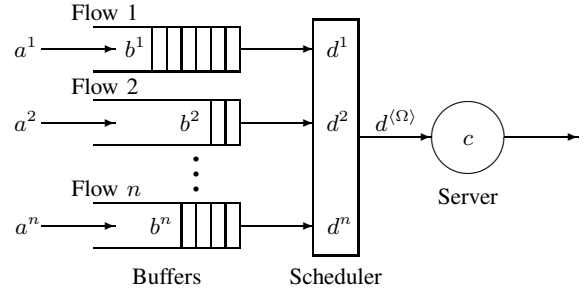 Flow 1
a¹ b¹ d¹
Flow 2
a² b² d² d⟨Ω⟩ c
Server
Flow n
aⁿ bⁿ dⁿ
Buffers Scheduler